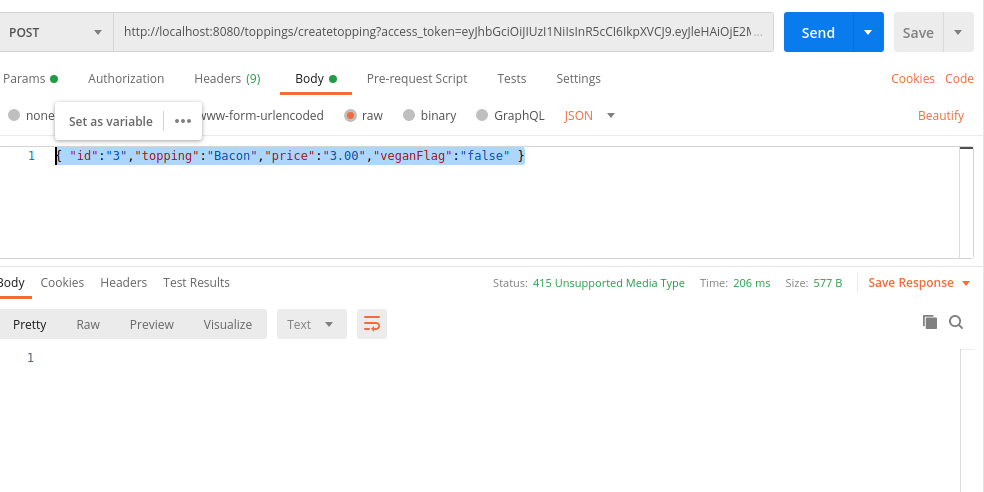 POST http://localhost:8080/toppings/createtopping?access_token=eyJhbGciOiJIUzI1NiIsInR5cCI6IkpXVCJ9.eyJleHAiOjE2M... Send Save
Params Authorization Headers (9) Body Pre-request Script Tests Settings Cookies Code
none www-form-urlencoded raw binary GraphQL JSON Beautify
Set as variable •••
1 { "id":"3","topping":"Bacon","price":"3.00","veganFlag":"false" }
Body Cookies Headers Test Results Status: 415 Unsupported Media Type Time: 206 ms Size: 577 B Save Response
Pretty Raw Preview Visualize Text
1